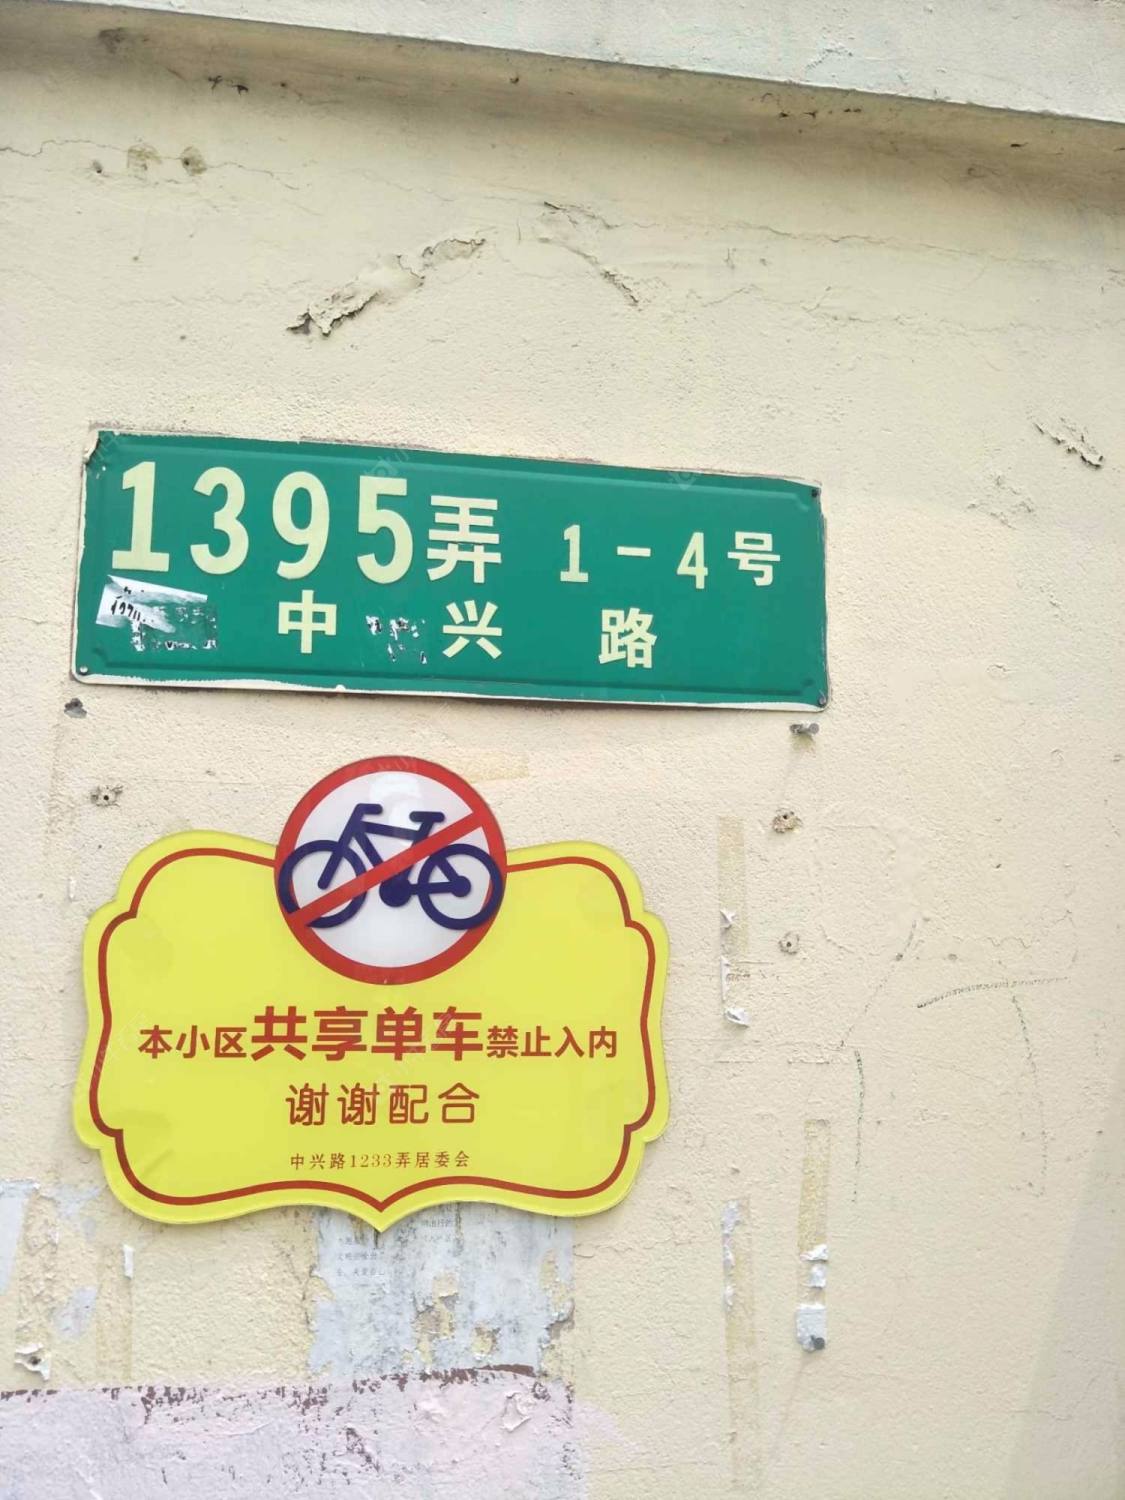 1395弄 1-4号
中兴路
本小区共享单车禁止入内
谢谢配合
中兴路1233弄居委会